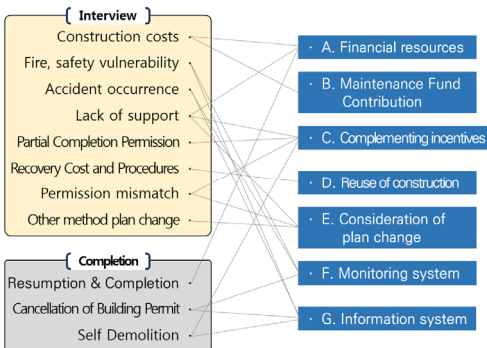 Interview
Construction costs
Fire, safety vulnerability
Accident occurrence
Lack of support
Partial Completion Permission
Recovery Cost and Procedures
Permission mismatch
Other method plan change
Completion
Resumption & Completion
Cancellation of Building Permit
Self Demolition
· A. Financial resources
· B. Maintenance Fund
Contribution
· C. Complementing incentives
· D. Reuse of construction
· E. Consideration of
plan change
· F. Monitoring system
· G. Information system